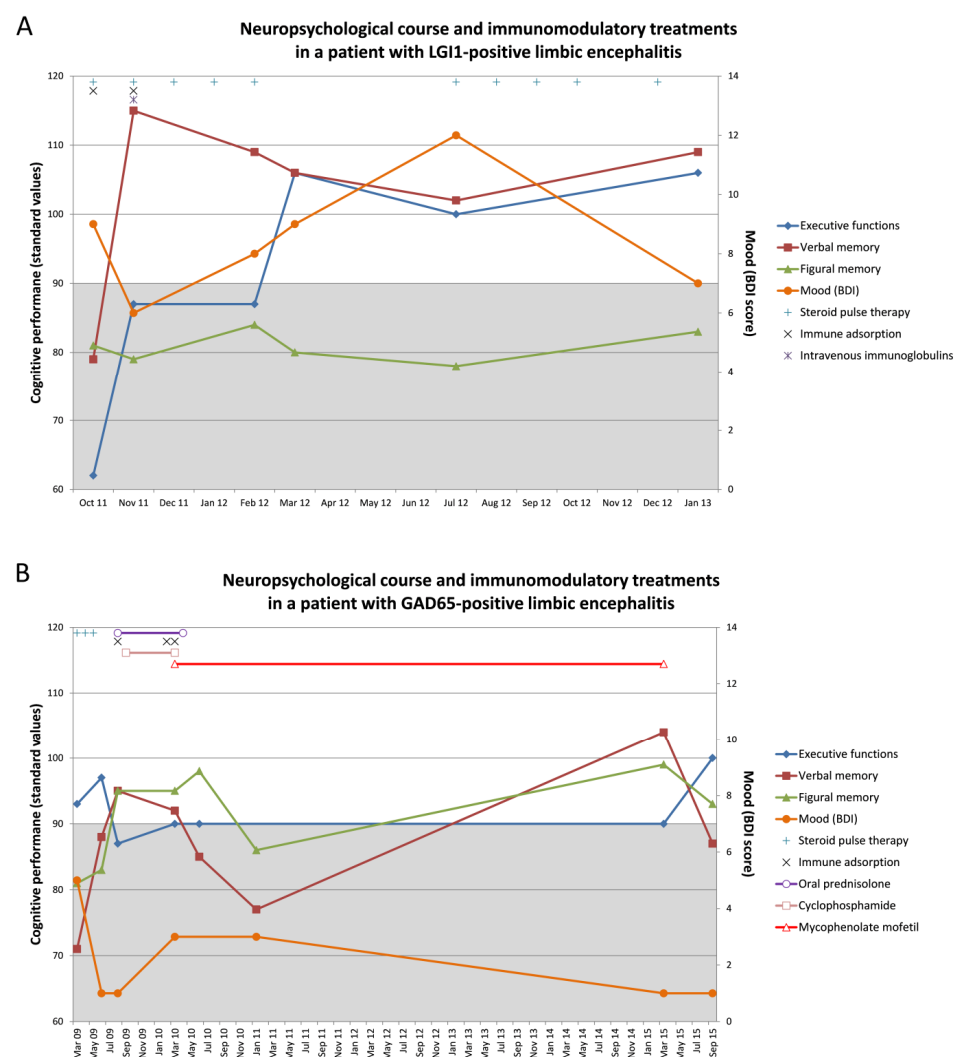 A
Neuropsychological course and immunomodulatory treatments
in a patient with LGI1-positive limbic encephalitis
120
110
100
90
80
70
60
Cognitive performane (standard values)
14
12
10
8
6
4
2
0
Mood (BDI score)
Oct 11 Nov 11 Dec 11 Jan 12 Feb 12 Mar 12 Apr 12 May 12 Jun 12 Jul 12 Aug 12 Sep 12 Oct 12 Nov 12 Dec 12 Jan 13
Executive functions
Verbal memory
Figural memory
Mood (BDI)
Steroid pulse therapy
Immune adsorption
Intravenous immunoglobulins
B
Neuropsychological course and immunomodulatory treatments
in a patient with GAD65-positive limbic encephalitis
120
110
100
90
80
70
60
Cognitive performane (standard values)
14
12
10
8
6
4
2
0
Mood (BDI score)
Mar 09 May 09 Jul 09 Sep 09 Nov 09 Jan 10 Mar 10 May 10 Jul 10 Sep 10 Nov 10 Jan 11 Mar 11 May 11 Jul 11 Sep 11 Nov 11 Jan 12 Mar 12 May 12 Jul 12 Sep 12 Nov 12 Jan 13 Mar 13 May 13 Jul 13 Sep 13 Nov 13 Jan 14 Mar 14 May 14 Jul 14 Sep 14 Nov 14 Jan 15 Mar 15 May 15 Jul 15 Sep 15
Executive functions
Verbal memory
Figural memory
Mood (BDI)
Steroid pulse therapy
Immune adsorption
Oral prednisolone
Cyclophosphamide
Mycophenolate mofetil